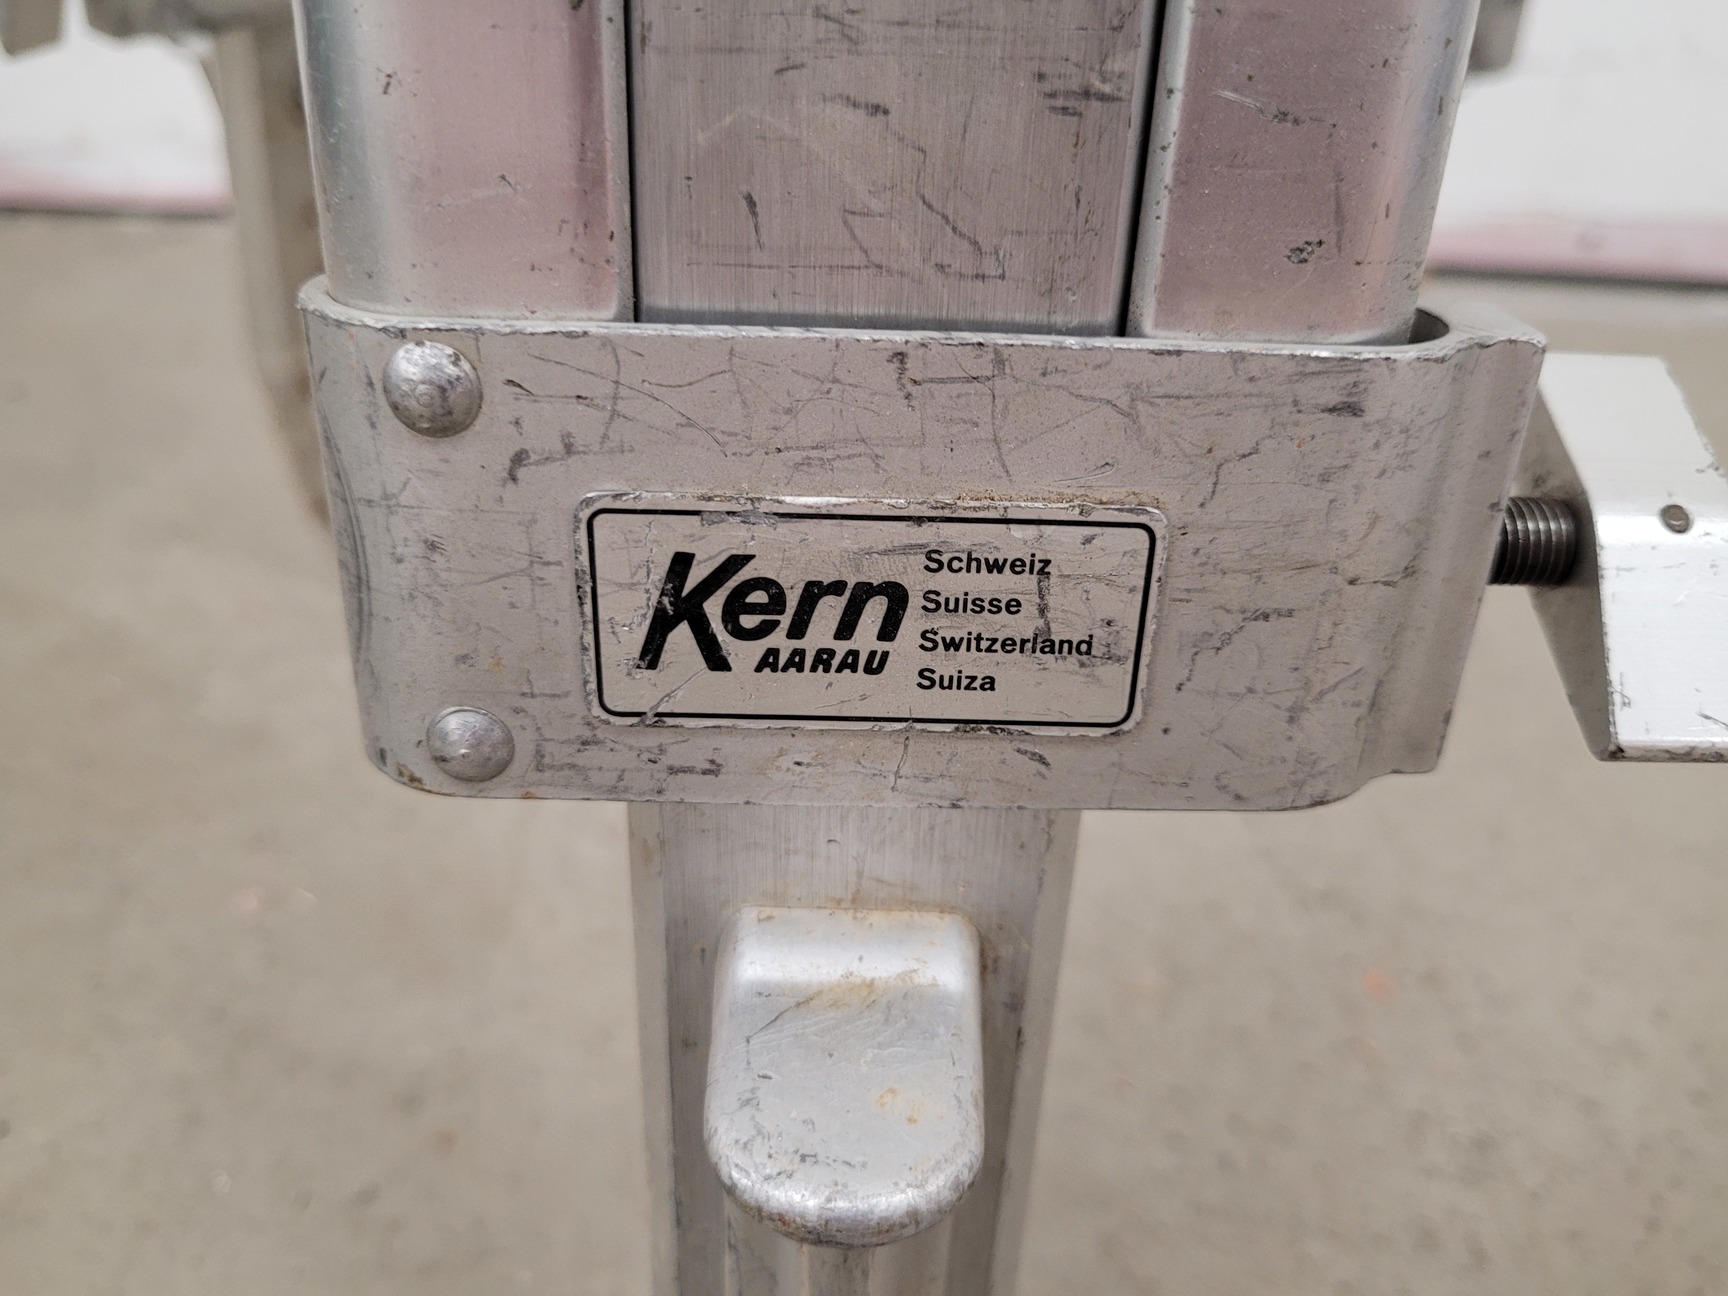 Kern
AARAU
Schweiz
Suisse
Switzerland
Suiza